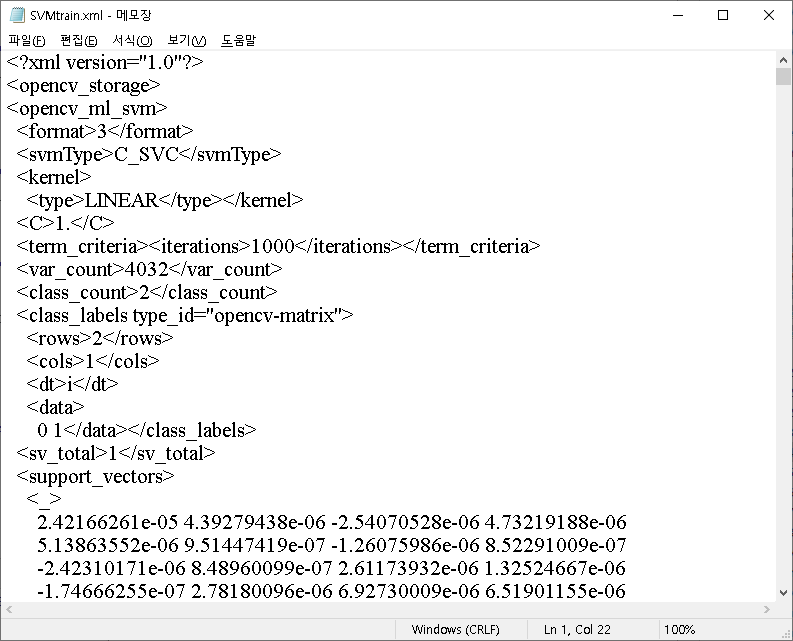 SVMtrain.xml - 메모장
파일(F) 편집(E) 서식(O) 보기(V) 도움말
<?xml version="1.0"?>
<opencv_storage>
<opencv_ml_svm>
  <format>3</format>
  <svmType>C_SVC</svmType>
  <kernel>
    <type>LINEAR</type></kernel>
  <C>1.</C>
  <term_criteria><iterations>1000</iterations></term_criteria>
  <var_count>4032</var_count>
  <class_count>2</class_count>
  <class_labels type_id="opencv-matrix">
    <rows>2</rows>
    <cols>1</cols>
    <dt>i</dt>
    <data>
      0 1</data></class_labels>
  <sv_total>1</sv_total>
  <support_vectors>
    <_>
      2.42166261e-05 4.39279438e-06 -2.54070528e-06 4.73219188e-06
      5.13863552e-06 9.51447419e-07 -1.26075986e-06 8.52291009e-07
      -2.42310171e-06 8.48960099e-07 2.61173932e-06 1.32524667e-06
      -1.74666255e-07 2.78180096e-06 6.92730009e-06 6.51901155e-06
Windows (CRLF) Ln 1, Col 22 100%